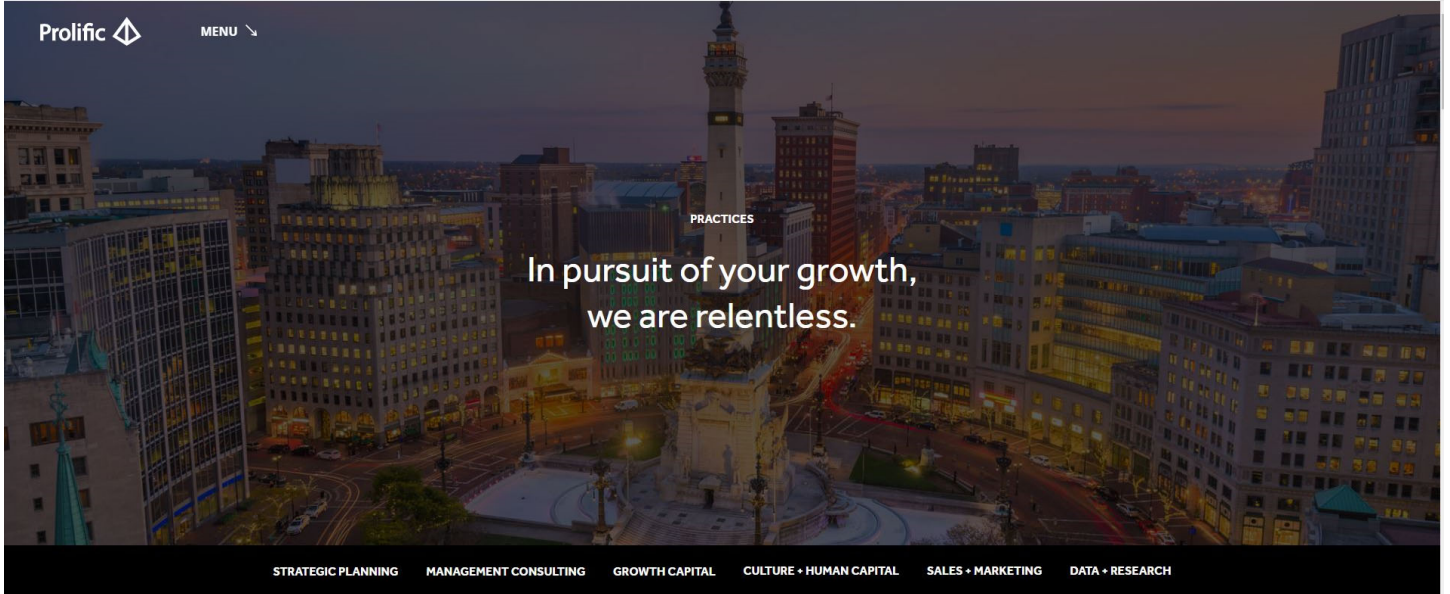 Prolific
MENU
PRACTICES
In pursuit of your growth,
we are relentless.
STRATEGIC PLANNING
MANAGEMENT CONSULTING
GROWTH CAPITAL
CULTURE + HUMAN CAPITAL
SALES + MARKETING
DATA + RESEARCH